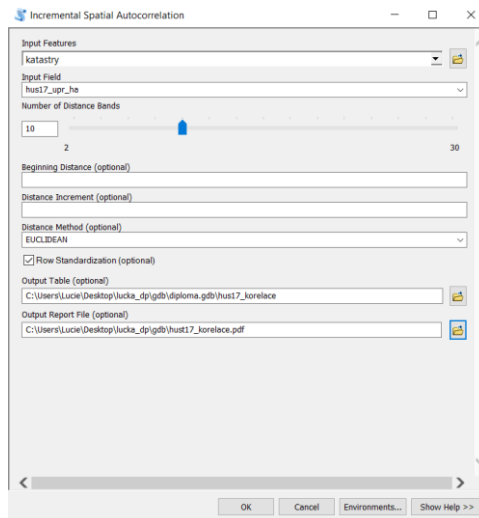 Incremental Spatial Autocorrelation
Input Features
katastry
Input Field
hus17_upr_ha
Number of Distance Bands
10
2 30
Beginning Distance (optional)
Distance Increment (optional)
Distance Method (optional)
EUCLIDEAN
Row Standardization (optional)
Output Table (optional)
C:\Users\Lucie\Desktop\lucka_dp\gdb\diploma.gdb\hus17_korelace
Output Report File (optional)
C:\Users\Lucie\Desktop\lucka_dp\gdb\hust17_korelace.pdf
OK Cancel Environments... Show Help >>